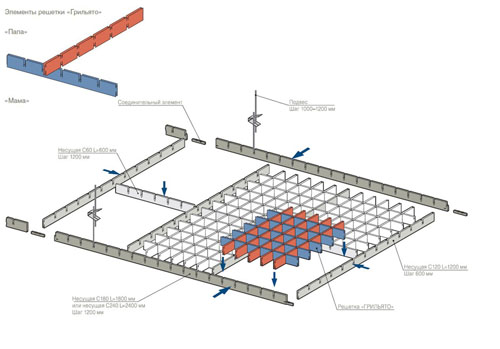 Элементы решетки «Грильято»
«Папа»
«Мама»
Соединительный элемент
Подвес
Шаг 1000÷1200 мм
Несущая С60 L=600 мм
Шаг 1200 мм
Несущая С120 L=1200 мм
Шаг 600 мм
Решетка «ГРИЛЬЯТО»
Несущая С180 L=1800 мм
или несущая С240 L=2400 мм
Шаг 1200 мм